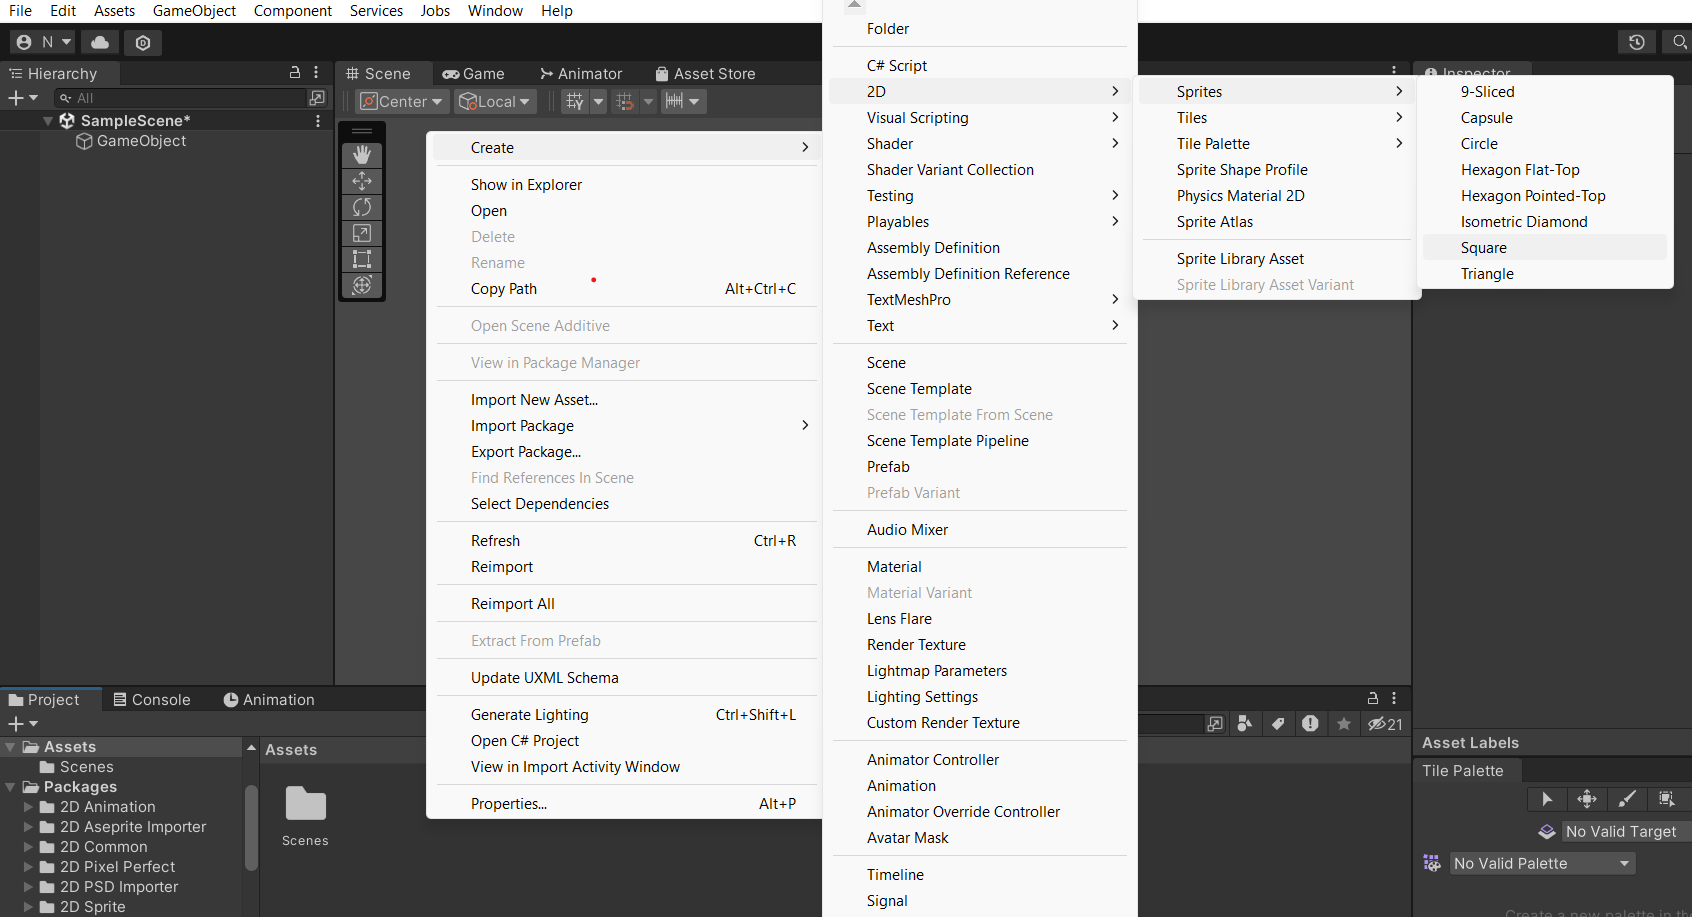 File Edit Assets GameObject Component Services Jobs Window Help
N
Hierarchy
All
SampleScene*
GameObject
Scene Game Animator Asset Store
Center Local
Create
Show in Explorer
Open
Delete
Rename
Copy Path Alt+Ctrl+C
Open Scene Additive
View in Package Manager
Import New Asset...
Import Package
Export Package...
Find References In Scene
Select Dependencies
Refresh Ctrl+R
Reimport
Reimport All
Extract From Prefab
Update UXML Schema
Generate Lighting Ctrl+Shift+L
Open C# Project
View in Import Activity Window
Properties... Alt+P
Folder
C# Script
2D
Visual Scripting
Shader
Shader Variant Collection
Testing
Playables
Assembly Definition
Assembly Definition Reference
TextMeshPro
Text
Scene
Scene Template
Scene Template From Scene
Scene Template Pipeline
Prefab
Prefab Variant
Audio Mixer
Material
Material Variant
Lens Flare
Render Texture
Lightmap Parameters
Lighting Settings
Custom Render Texture
Animator Controller
Animation
Animator Override Controller
Avatar Mask
Timeline
Signal
Sprites
Tiles
Tile Palette
Sprite Shape Profile
Physics Material 2D
Sprite Atlas
Sprite Library Asset
Sprite Library Asset Variant
Inspector
9-Sliced
Capsule
Circle
Hexagon Flat-Top
Hexagon Pointed-Top
Isometric Diamond
Square
Triangle
Project Console Animation
21
Assets
Scenes
Packages
2D Animation
2D Aseprite Importer
2D Common
2D Pixel Perfect
2D PSD Importer
2D Sprite
Assets
Scenes
Asset Labels
Tile Palette
No Valid Target
No Valid Palette
Create a new palette in the